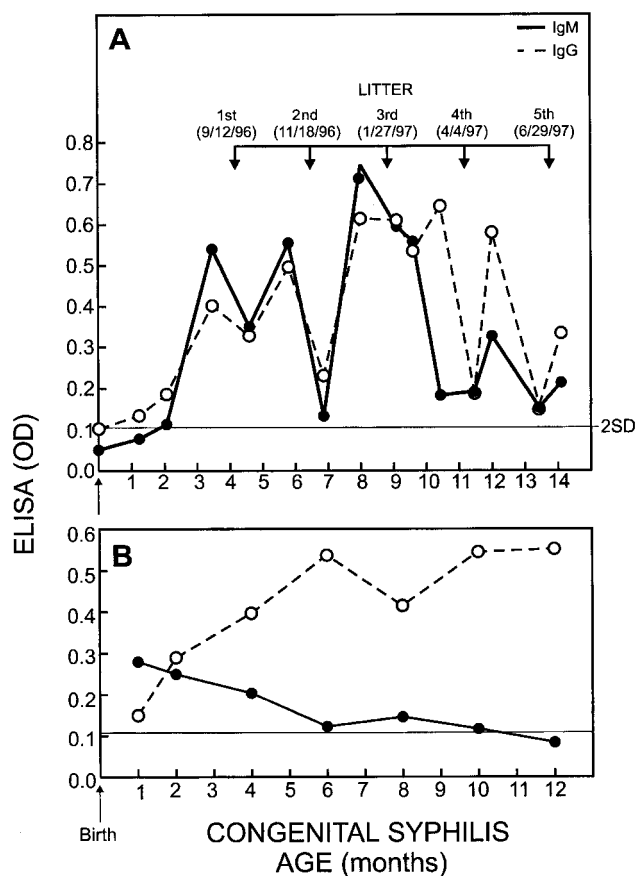 A
IgM
IgG
LITTER
1st 2nd 3rd 4th 5th
(9/12/96) (11/18/96) (1/27/97) (4/4/97) (6/29/97)
0.8
0.7
0.6
0.5
0.4
0.3
0.2
0.1
0.0
2SD
1 2 3 4 5 6 7 8 9 10 11 12 13 14
ELISA (OD)
B
0.6
0.5
0.4
0.3
0.2
0.1
0.0
1 2 3 4 5 6 7 8 9 10 11 12
Birth
CONGENITAL SYPHILIS
AGE (months)